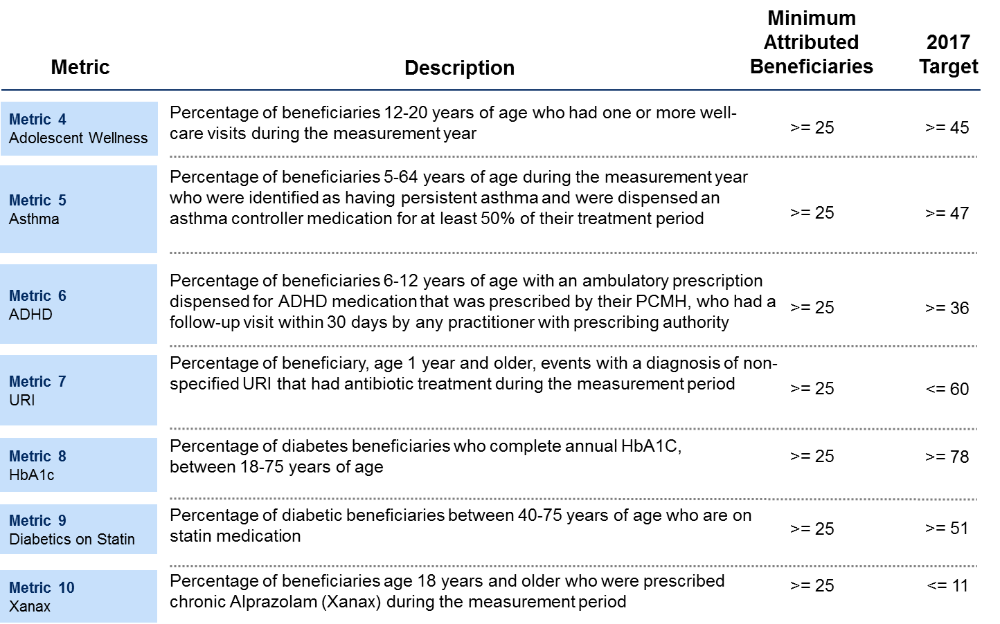 Metric
Description
Minimum
Attributed
Beneficiaries
2017
Target
Metric 4
Adolescent Wellness
Percentage of beneficiaries 12-20 years of age who had one or more well-
care visits during the measurement year
>= 25
>= 45
Metric 5
Asthma
Percentage of beneficiaries 5-64 years of age during the measurement year
who were identified as having persistent asthma and were dispensed an
asthma controller medication for at least 50% of their treatment period
>= 25
>= 47
Metric 6
ADHD
Percentage of beneficiaries 6-12 years of age with an ambulatory prescription
dispensed for ADHD medication that was prescribed by their PCMH, who had a
follow-up visit within 30 days by any practitioner with prescribing authority
>= 25
>= 36
Metric 7
URI
Percentage of beneficiary, age 1 year and older, events with a diagnosis of non-
specified URI that had antibiotic treatment during the measurement period
>= 25
<= 60
Metric 8
HbA1c
Percentage of diabetes beneficiaries who complete annual HbA1C,
between 18-75 years of age
>= 25
>= 78
Metric 9
Diabetics on Statin
Percentage of diabetic beneficiaries between 40-75 years of age who are on
statin medication
>= 25
>= 51
Metric 10
Xanax
Percentage of beneficiaries age 18 years and older who were prescribed
chronic Alprazolam (Xanax) during the measurement period
>= 25
<= 11